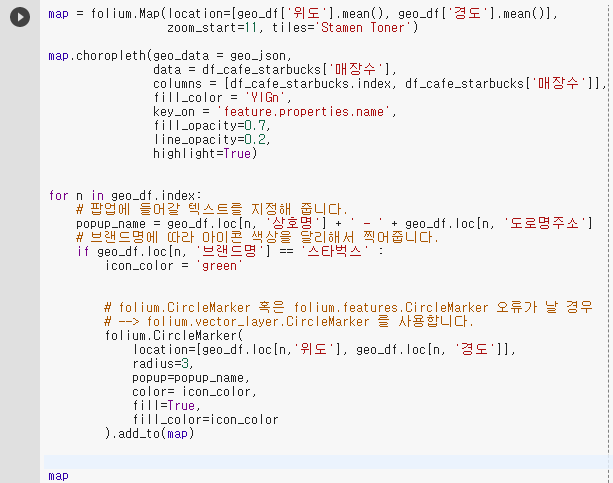 map = folium.Map(location=[geo_df['위도'].mean(), geo_df['경도'].mean()],
                 zoom_start=11, tiles='Stamen Toner')
map.choropleth(geo_data = geo_json,
               data = df_cafe_starbucks['매장수'],
               columns = [df_cafe_starbucks.index, df_cafe_starbucks['매장수']],
               fill_color = 'YlGn',
               key_on = 'feature.properties.name',
               fill_opacity=0.7,
               line_opacity=0.2,
               highlight=True)
for n in geo_df.index:
    # 팝업에 들어갈 텍스트를 지정해 줍니다.
    popup_name = geo_df.loc[n, '상호명'] + ' - ' + geo_df.loc[n, '도로명주소']
    # 브랜드명에 따라 아이콘 색상을 달리해서 찍어줍니다.
    if geo_df.loc[n, '브랜드명'] == '스타벅스' :
        icon_color = 'green'
        # folium.CircleMarker 혹은 folium.features.CircleMarker 오류가 날 경우
        # --> folium.vector_layer.CircleMarker 를 사용합니다.
        folium.CircleMarker(
            location=[geo_df.loc[n,'위도'], geo_df.loc[n, '경도']],
            radius=3,
            popup=popup_name,
            color= icon_color,
            fill=True,
            fill_color=icon_color
        ).add_to(map)
map